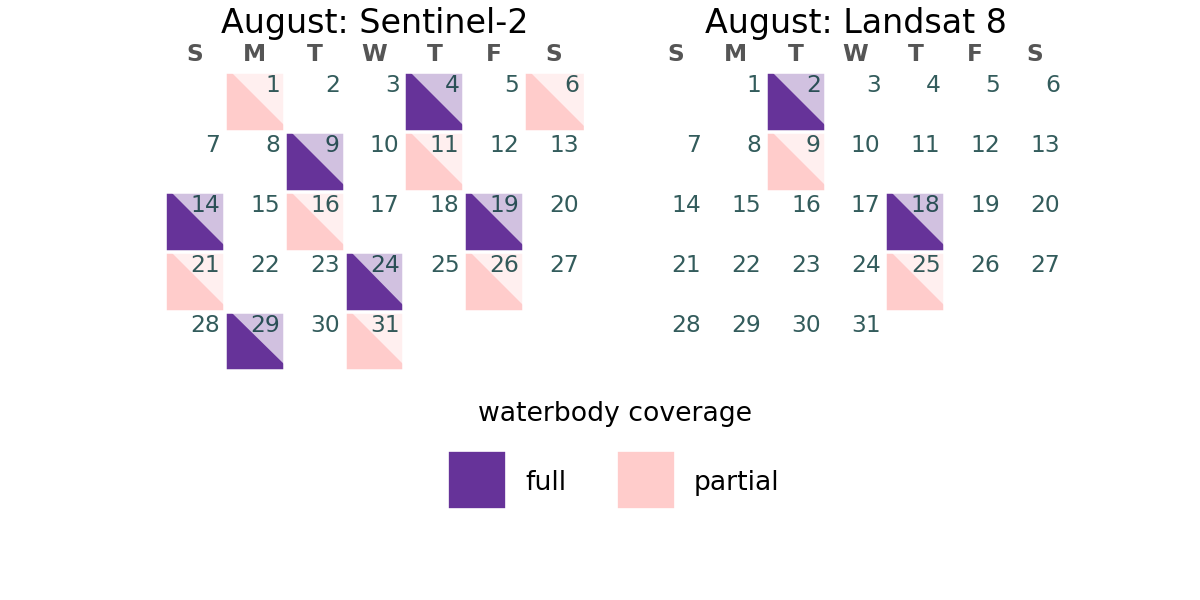 August: Sentinel-2
S M T W T F S
1 2 3 4 5 6
7 8 9 10 11 12 13
14 15 16 17 18 19 20
21 22 23 24 25 26 27
28 29 30 31
August: Landsat 8
S M T W T F S
1 2 3 4 5 6
7 8 9 10 11 12 13
14 15 16 17 18 19 20
21 22 23 24 25 26 27
28 29 30 31
waterbody coverage
full partial